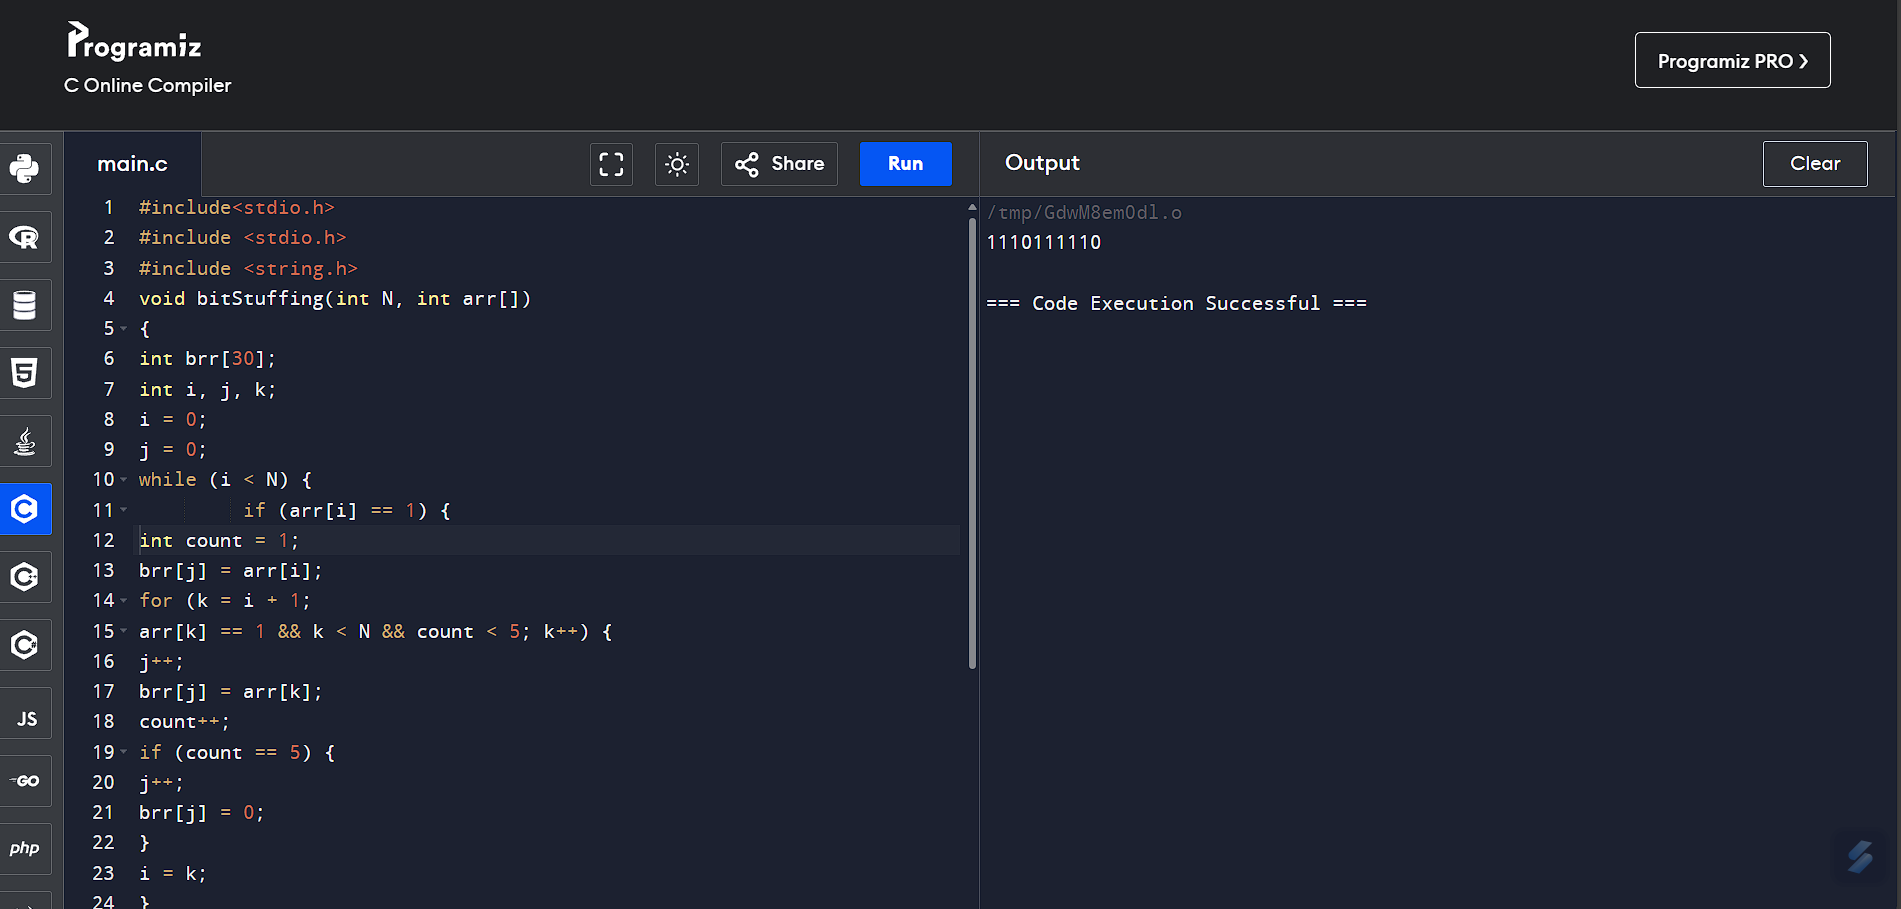 Programiz
C Online Compiler
Programiz PRO ❯
main.c
Share
Run
Output
Clear
1 #include<stdio.h>
2 #include <stdio.h>
3 #include <string.h>
4 void bitStuffing(int N, int arr[])
5 {
6 int brr[30];
7 int i, j, k;
8 i = 0;
9 j = 0;
10 while (i < N) {
11 if (arr[i] == 1) {
12 int count = 1;
13 brr[j] = arr[i];
14 for (k = i + 1;
15 arr[k] == 1 && k < N && count < 5; k++) {
16 j++;
17 brr[j] = arr[k];
18 count++;
19 if (count == 5) {
20 j++;
21 brr[j] = 0;
22 }
23 i = k;
24 }
/tmp/GdwM8emOdl.o
1110111110
=== Code Execution Successful ===
R
5
C
C++
C#
JS
GO
php